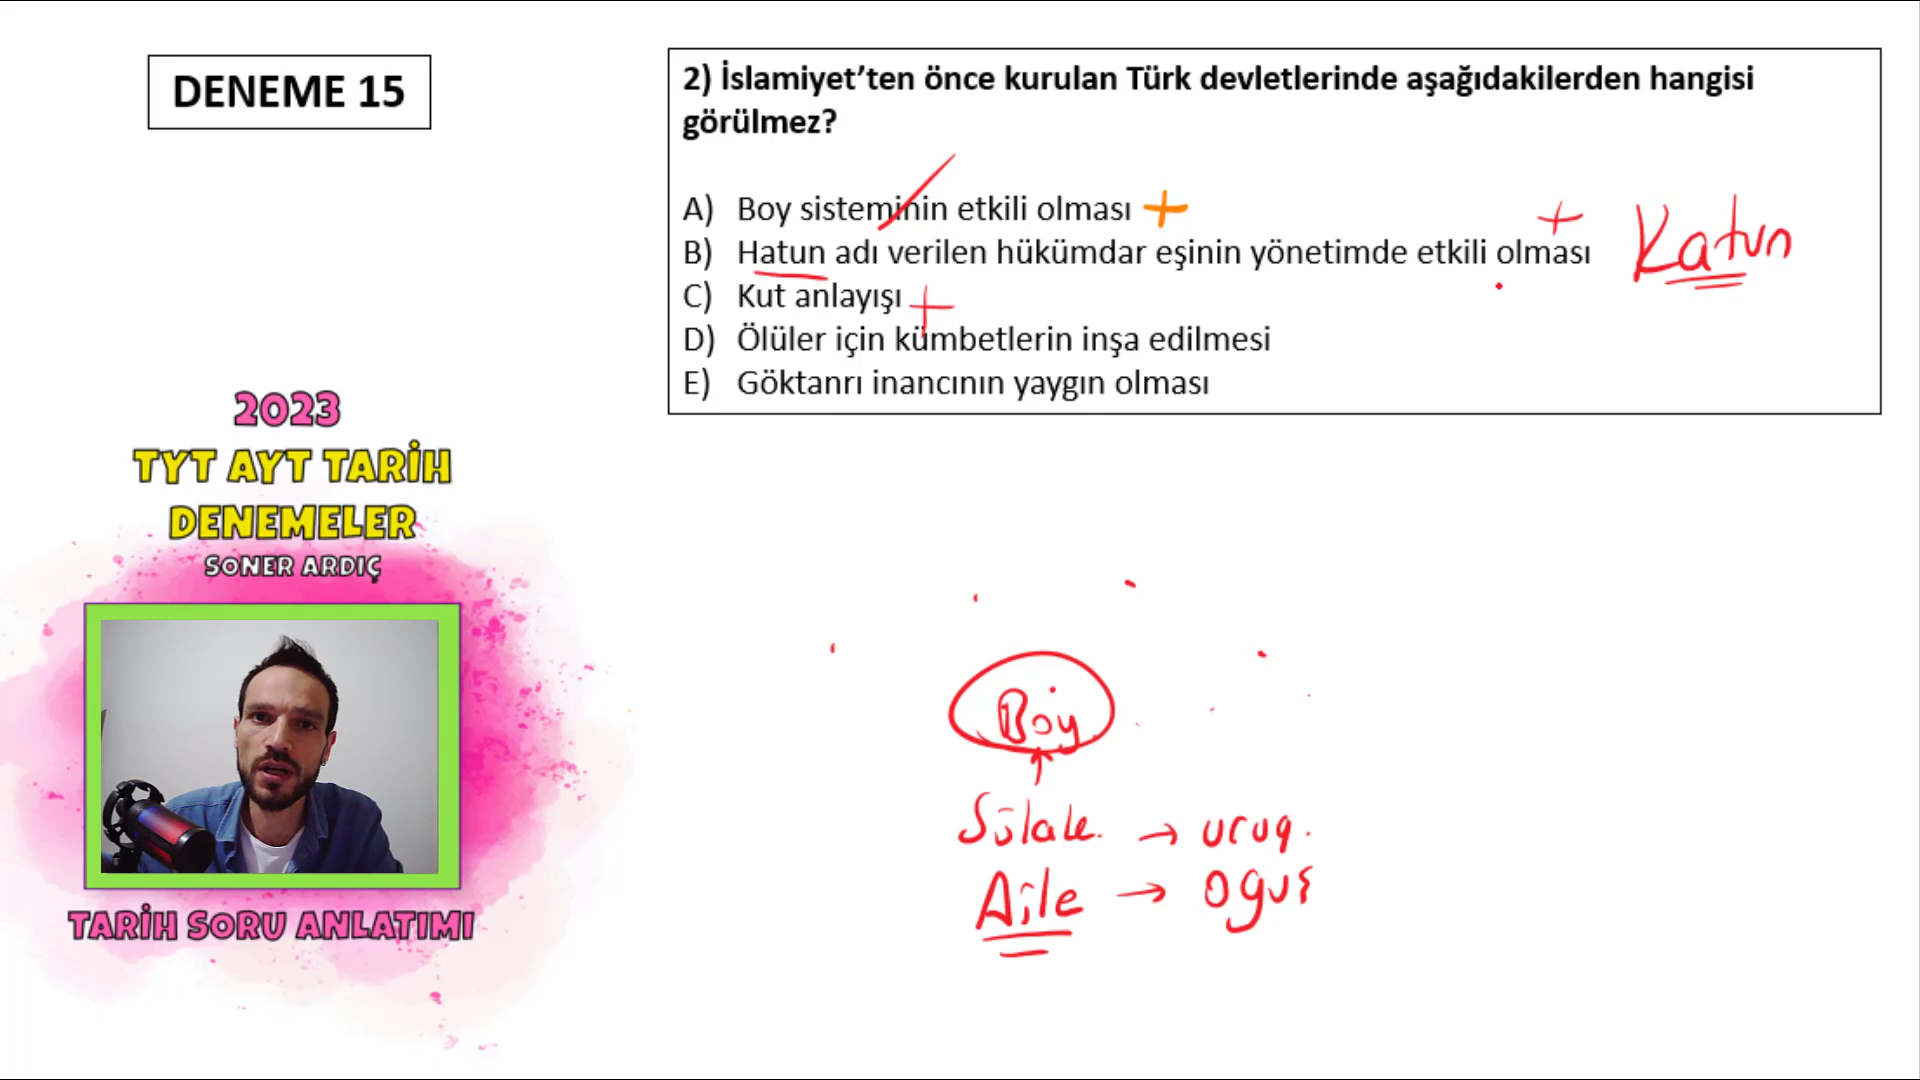 DENEME 15
2) İslamiyet’ten önce kurulan Türk devletlerinde aşağıdakilerden hangisi
görülmez?
A) Boy sisteminin etkili olması +
B) Hatun adı verilen hükümdar eşinin yönetimde etkili olması + Katun
C) Kut anlayışı +
D) Ölüler için kümbetlerin inşa edilmesi
E) Göktanrı inancının yaygın olması
2023
TYT AYT TARİH
DENEMELER
SONER ARDIÇ
TARİH SORU ANLATIMI
Boy
Sülale → urug.
Aile → oguş